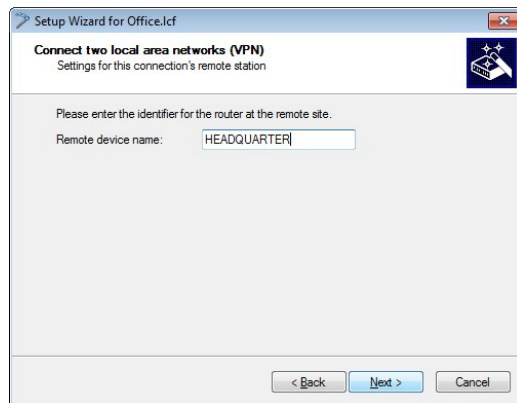 Setup Wizard for Office.lcf
Connect two local area networks (VPN)
Settings for this connection's remote station
Please enter the identifier for the router at the remote site.
Remote device name: HEADQUARTER
< Back Next > Cancel